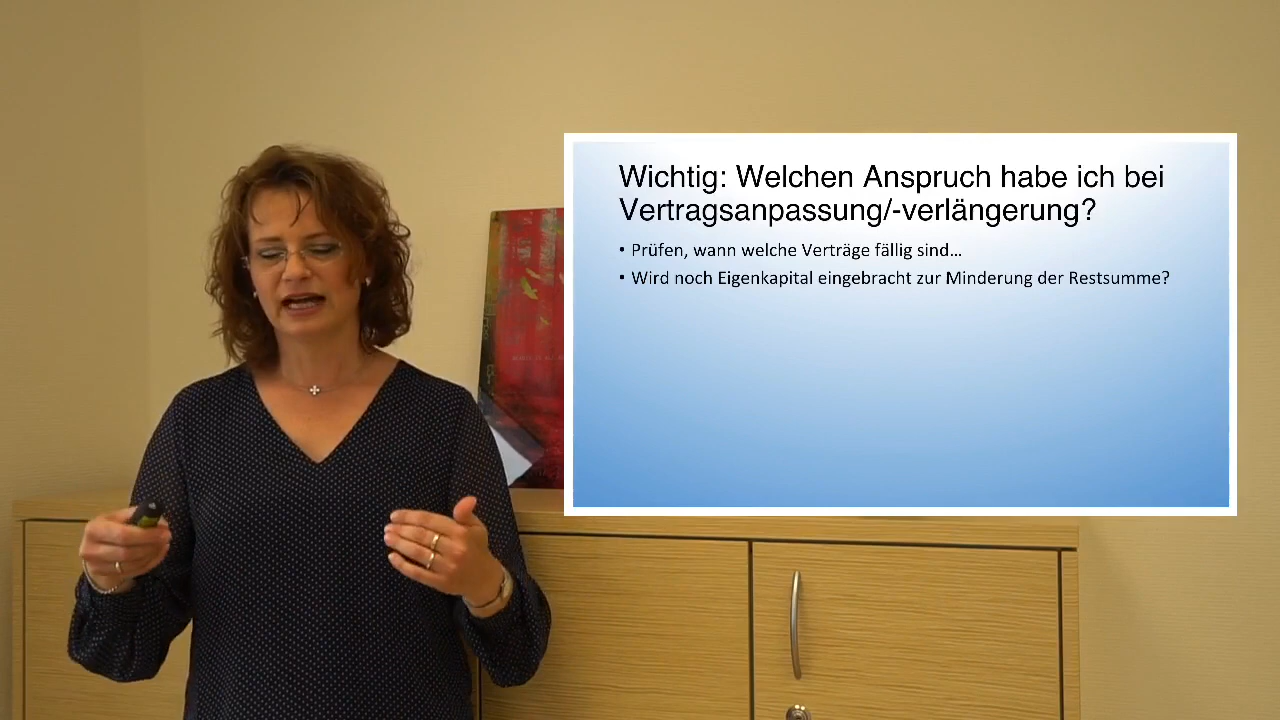 Wichtig: Welchen Anspruch habe ich bei
Vertragsanpassung/-verlängerung?
• Prüfen, wann welche Verträge fällig sind…
• Wird noch Eigenkapital eingebracht zur Minderung der Restsumme?